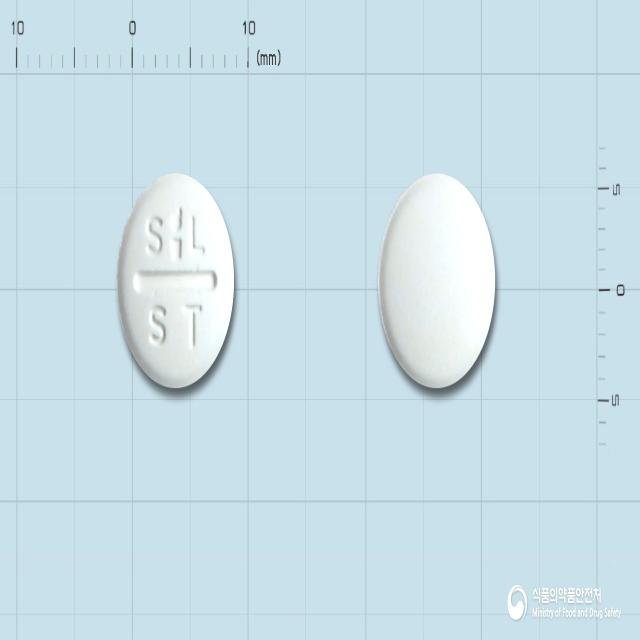 10 0 10
(mm)
S L
S T
5
0
5
식품의약품안전처
Ministry of Food and Drug Safety